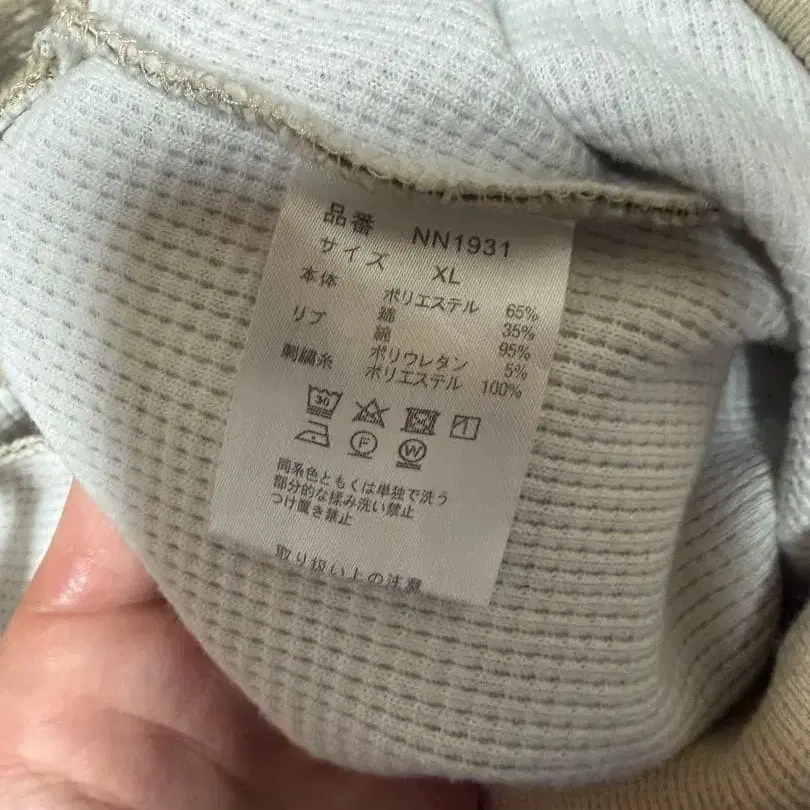 品番 NN1931
サイズ XL
本体 ポリエステル 65%
綿 35%
リブ 綿 95%
ポリウレタン 5%
刺繍糸 ポリエステル 100%
30
F W
同系色ともくは単独で洗う
部分的な揉み洗い禁止
つけ置き禁止
取り扱い上の注意